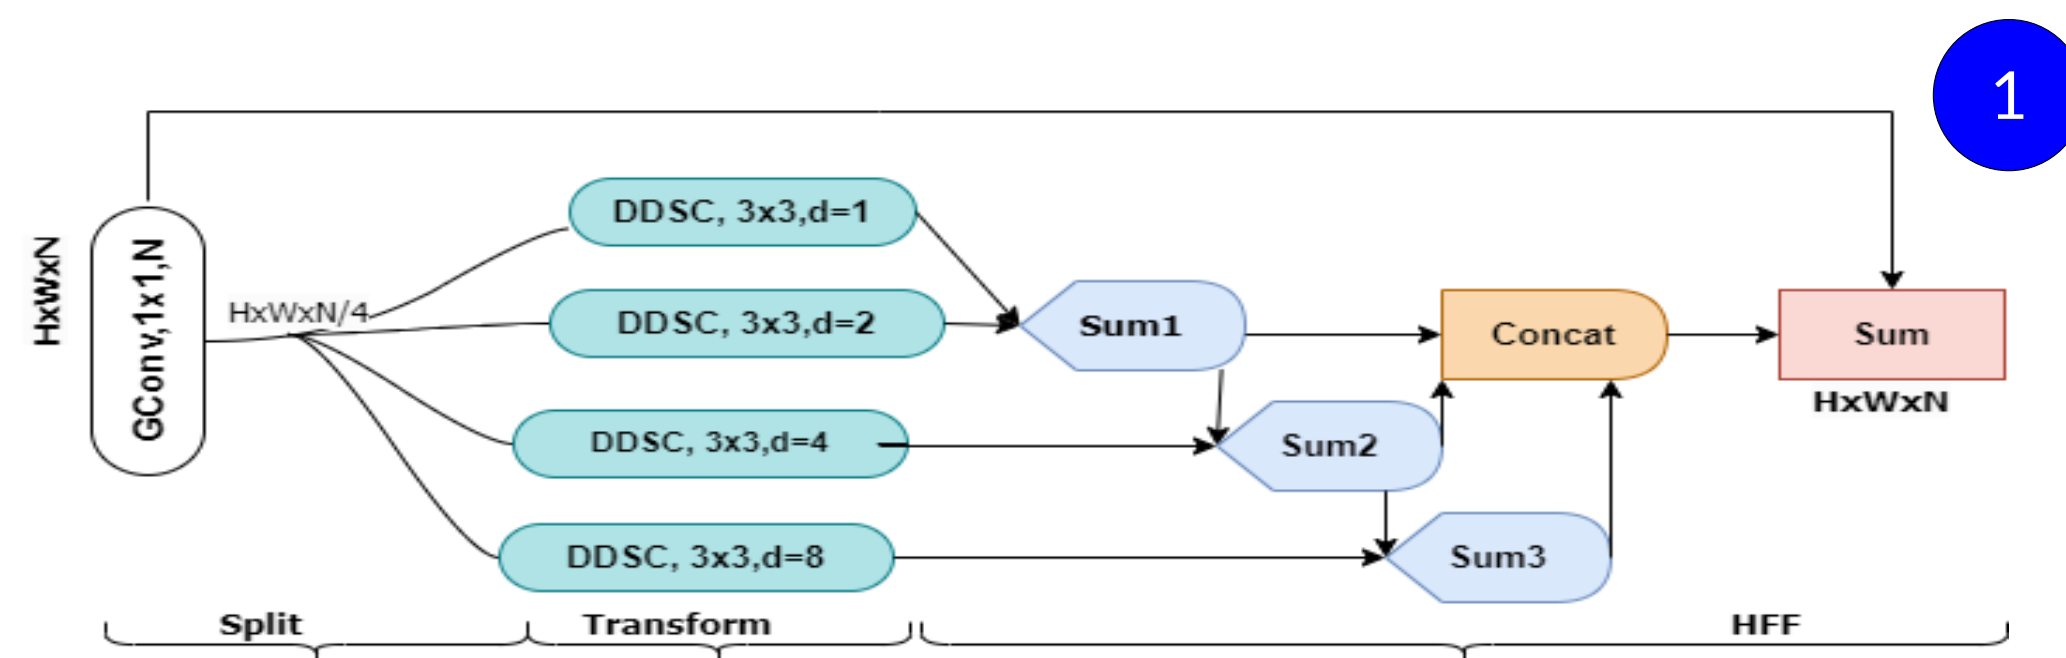 1
HxWxN
GConv,1x1,N
HxWxN/4
DDSC, 3x3,d=1
DDSC, 3x3,d=2
DDSC, 3x3,d=4
DDSC, 3x3,d=8
Sum1
Sum2
Sum3
Concat
Sum
HxWxN
Split
Transform
HFF